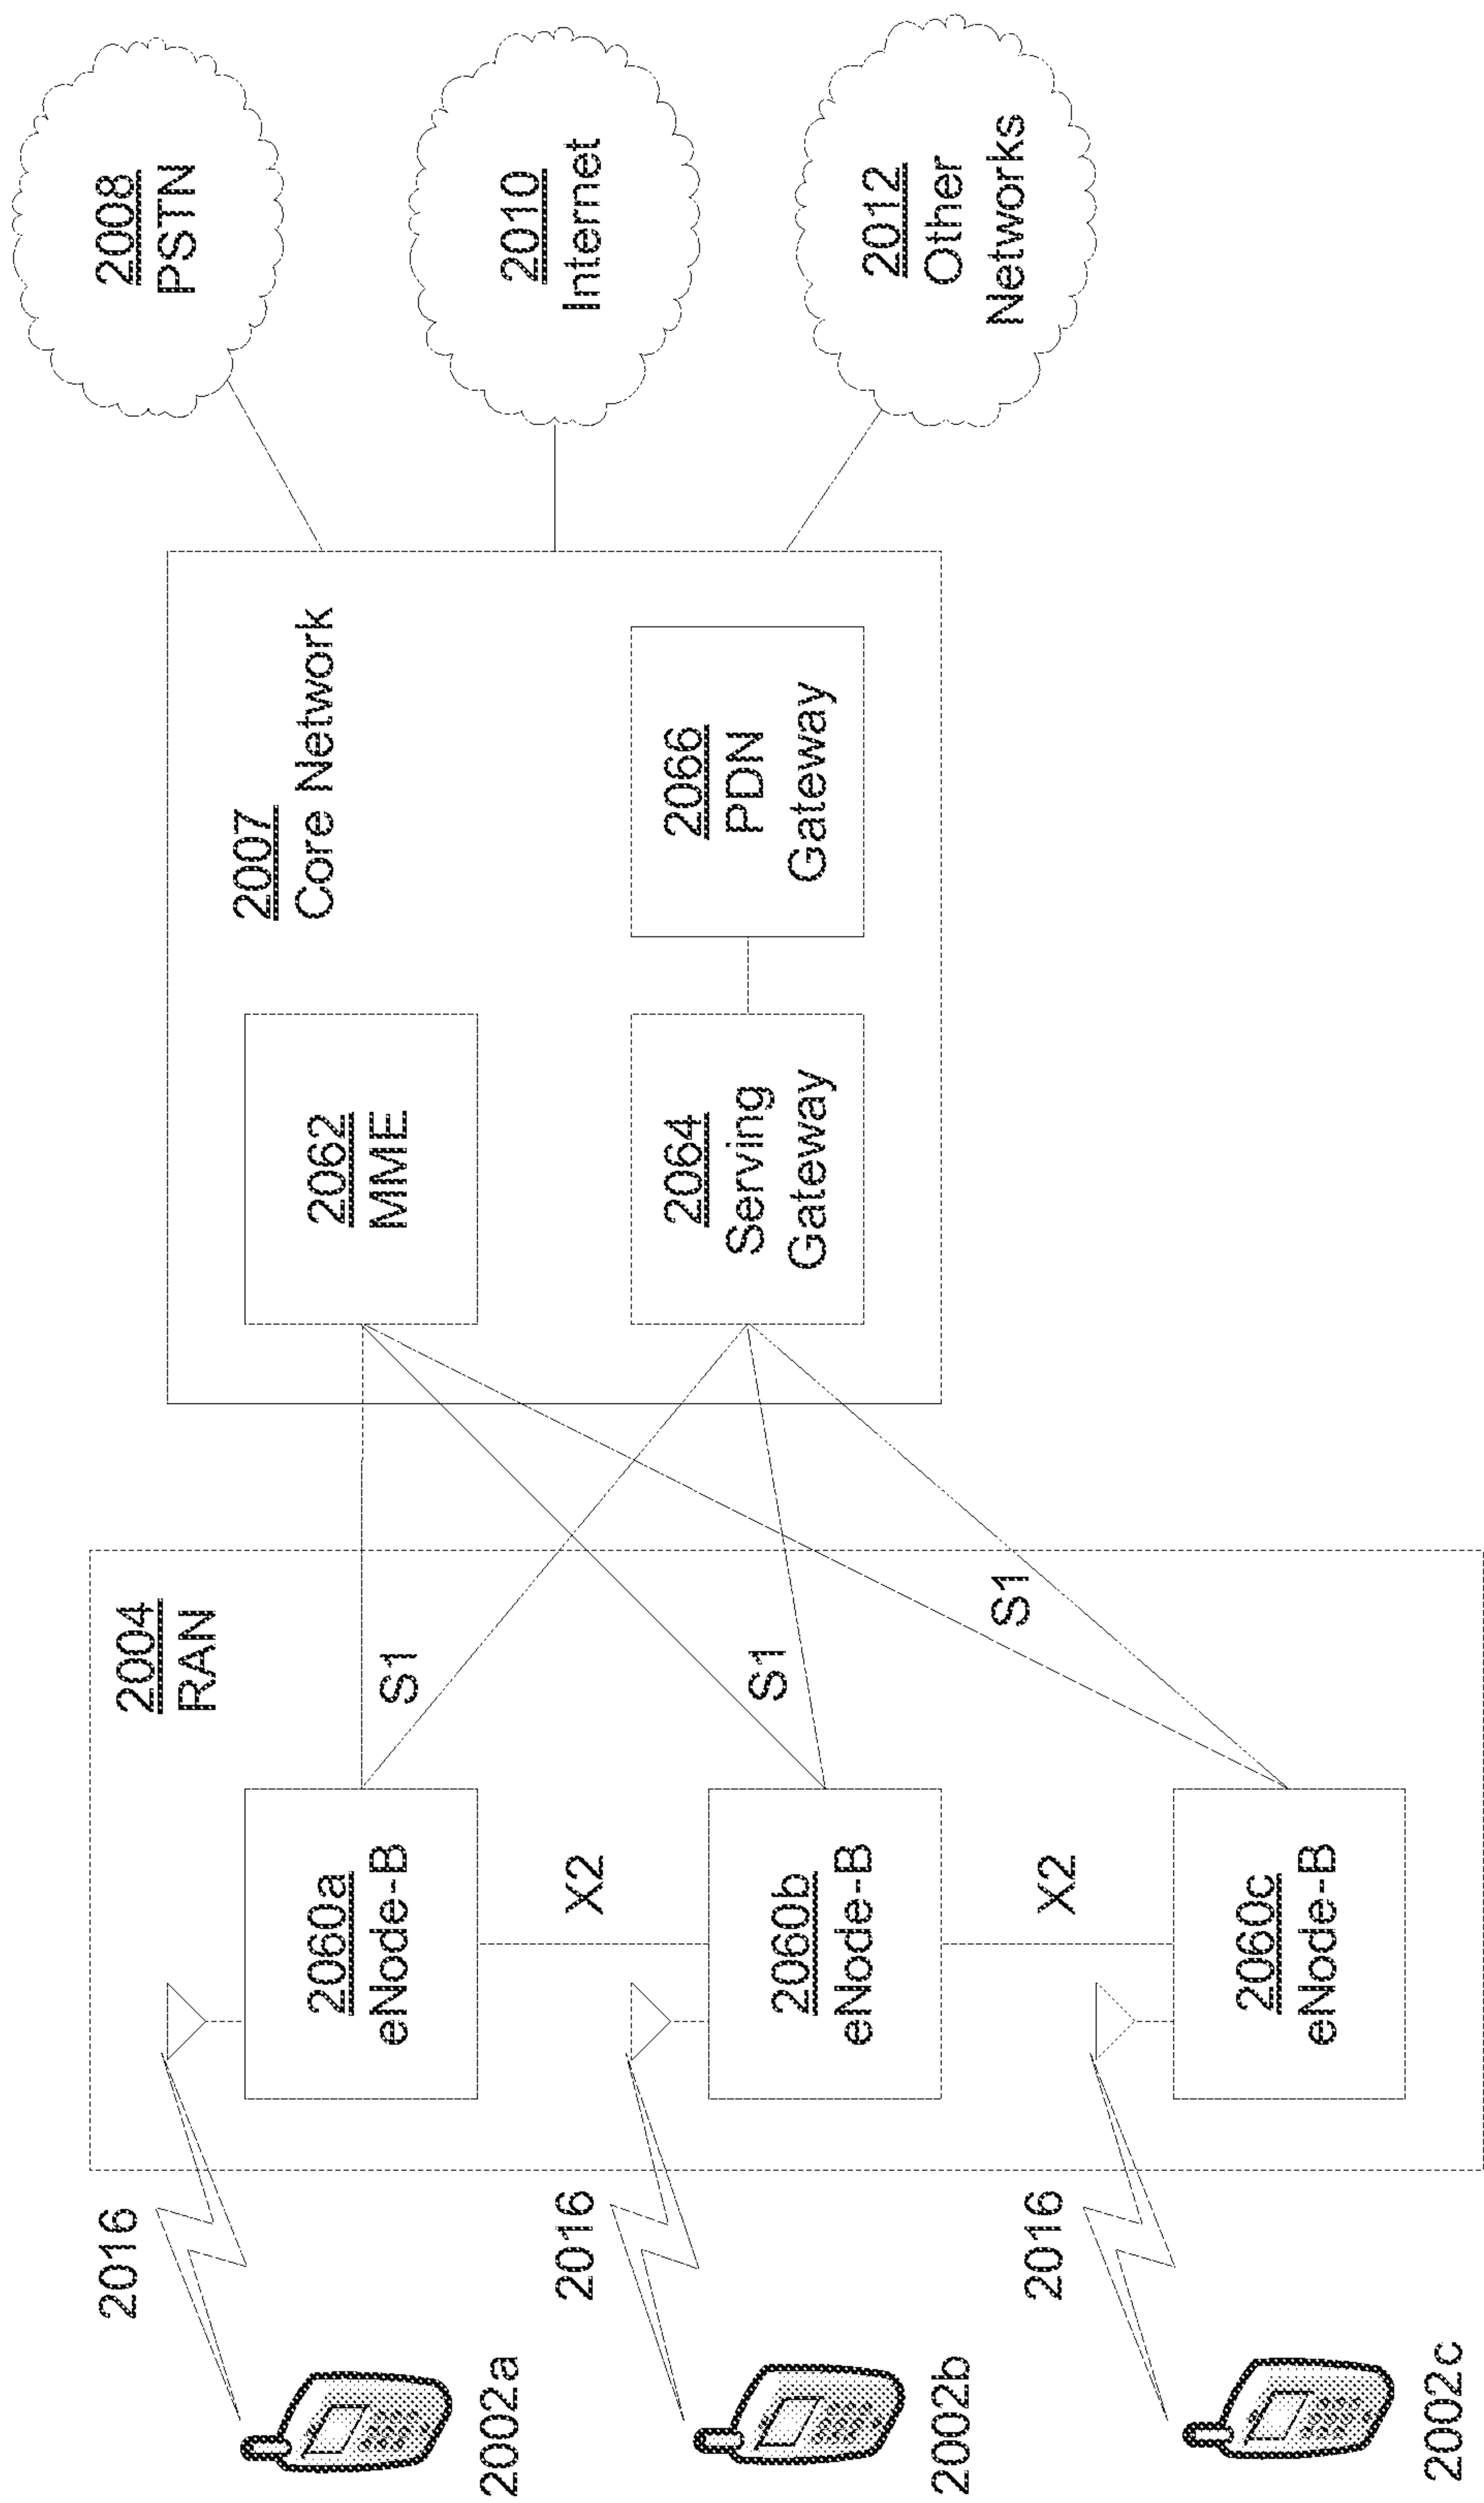 2002a
2016
2002b
2016
2002c
2016
2004
RAN
2060a
eNode-B
X2
2060b
eNode-B
X2
2060c
eNode-B
S1
S1
S1
2007
Core Network
2062
MME
2064
Serving
Gateway
2066
PDN
Gateway
2008
PSTN
2010
Internet
2012
Other
Networks